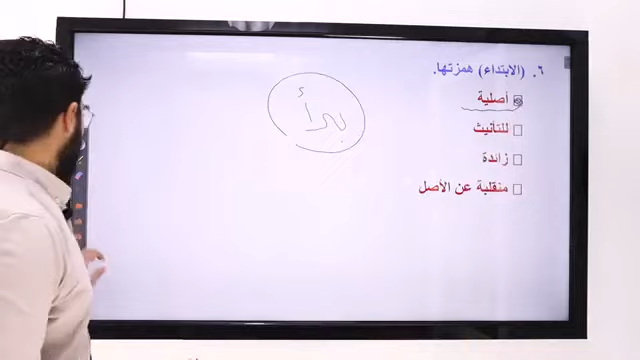 ٦. (الابتداء) همزتها.
أصلية
للتأنيث
زائدة
منقلبة عن الأصل
بدأ